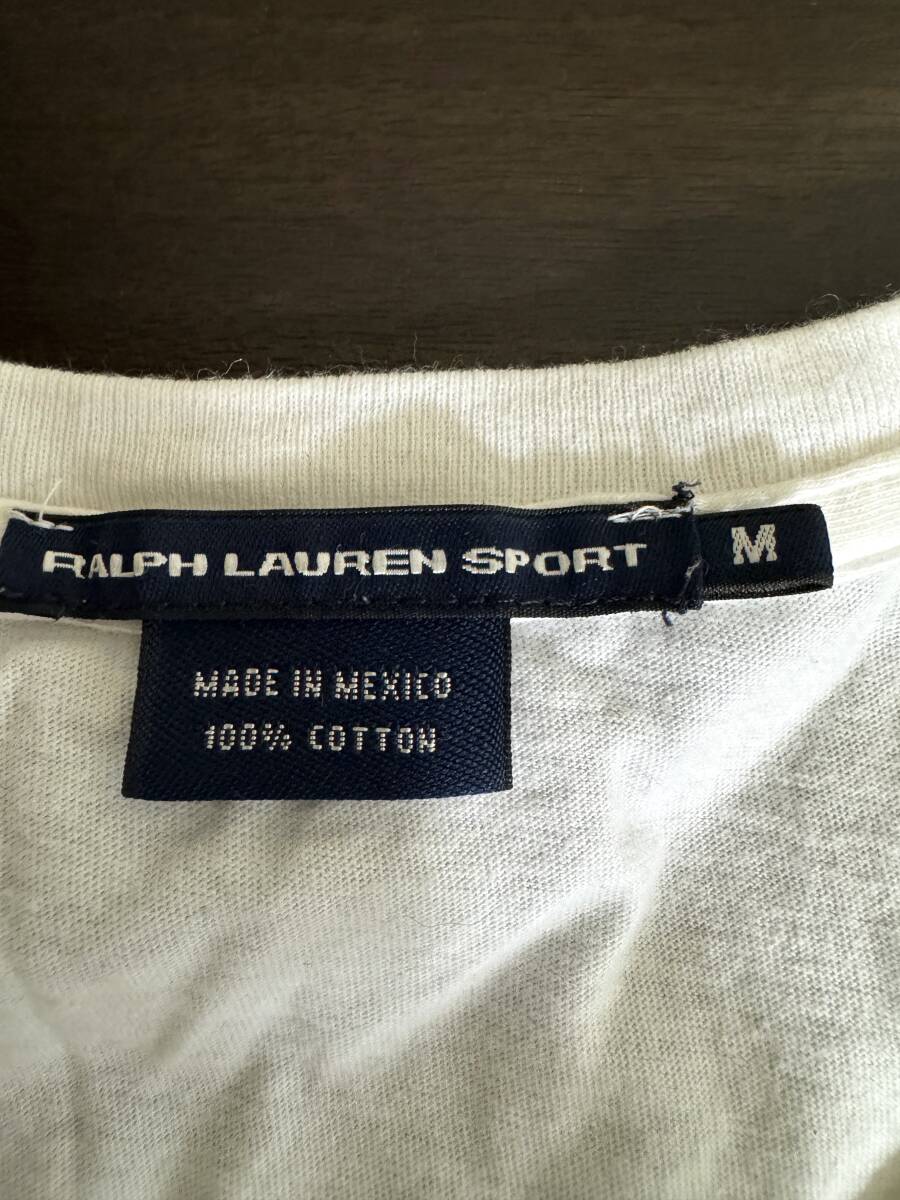 RALPH LAUREN SPORT M
MADE IN MEXICO
100% COTTON